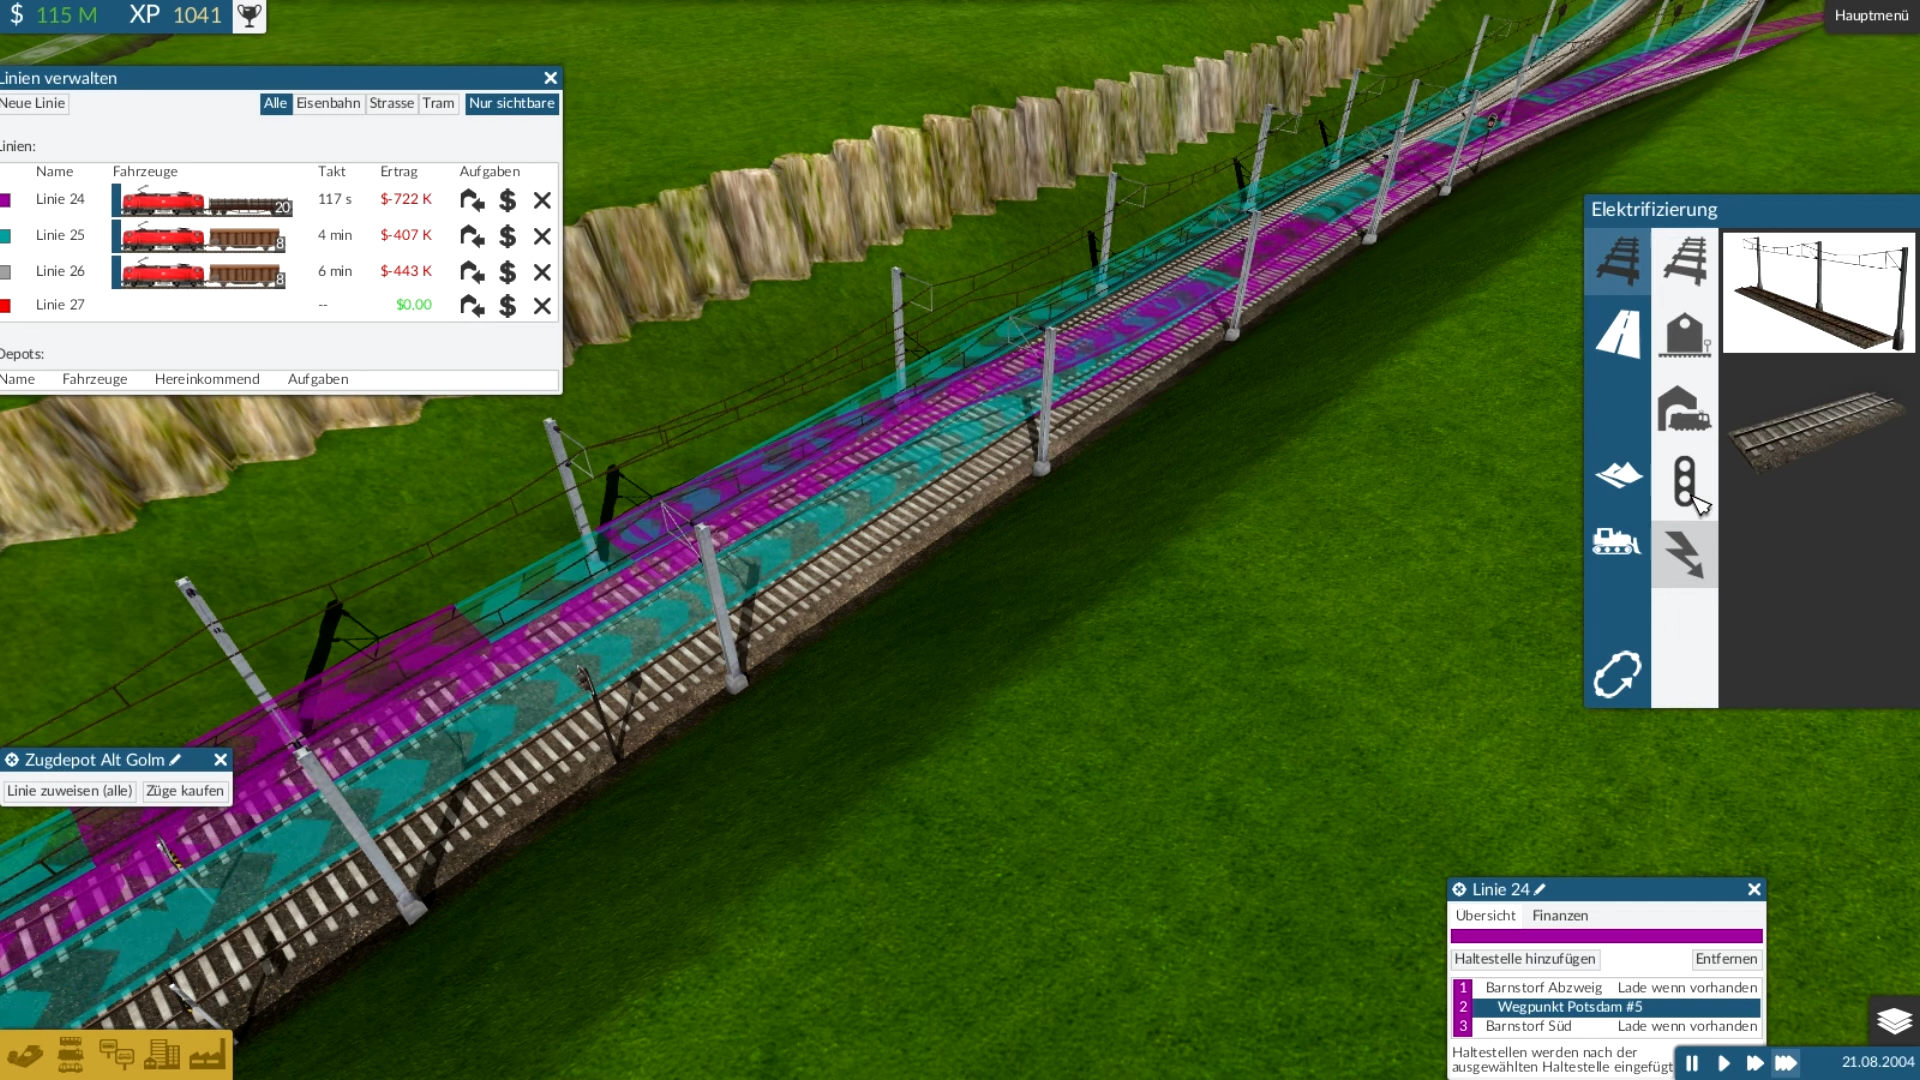 $ 115 M XP 1041
Hauptmenü
Linien verwalten
Neue Linie Alle Eisenbahn Strasse Tram Nur sichtbare
Linien:
Name Fahrzeuge Takt Ertrag Aufgaben
Linie 24 20 117 s $-722 K $
Linie 25 8 4 min $-407 K $
Linie 26 8 6 min $-443 K $
Linie 27 -- $0.00 $
Depots:
Name Fahrzeuge Hereinkommend Aufgaben
Elektrifizierung
Zugdepot Alt Golm
Linie zuweisen (alle) Züge kaufen
Linie 24
Übersicht Finanzen
Haltestelle hinzufügen Entfernen
1 Barnstorf Abzweig Lade wenn vorhanden
2 Wegpunkt Potsdam #5
3 Barnstorf Süd Lade wenn vorhanden
Haltestellen werden nach der
ausgewählten Haltestelle eingefügt
21.08.2004